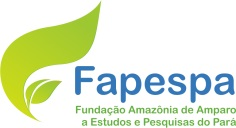 Fapespa
Fundação Amazônia de Amparo
a Estudos e Pesquisas do Pará